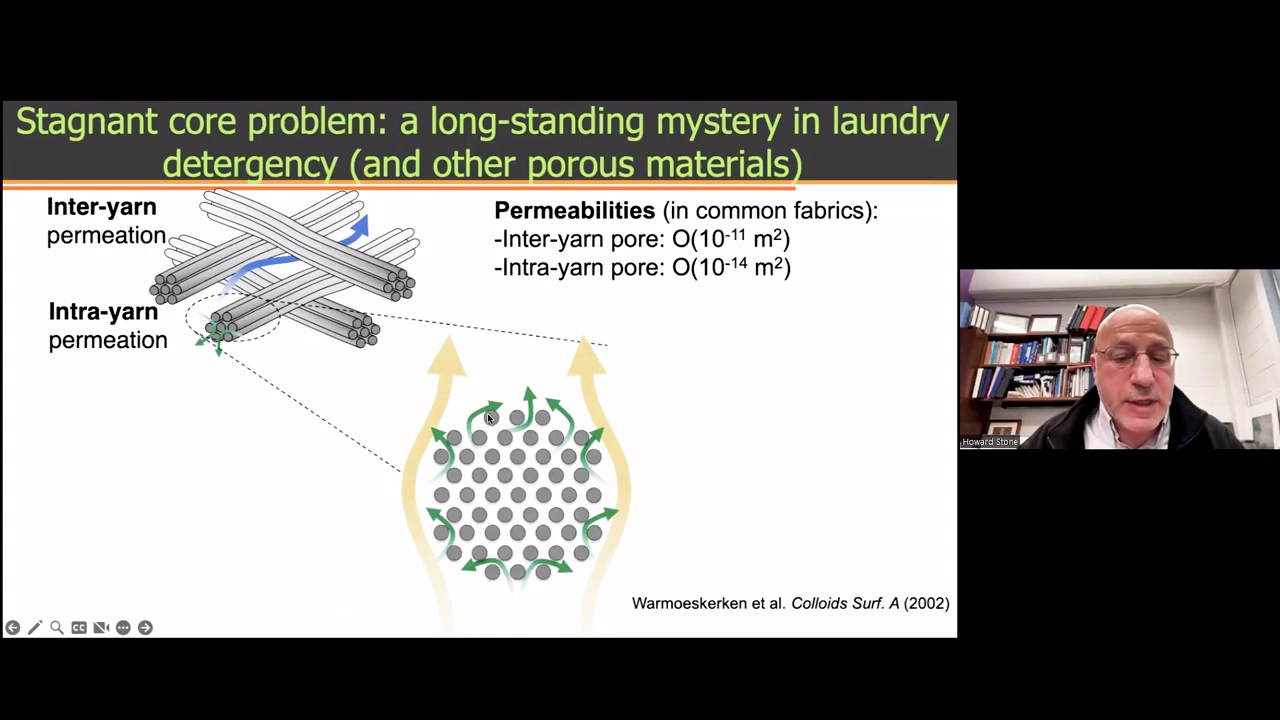 Stagnant core problem: a long-standing mystery in laundry
detergency (and other porous materials)
Inter-yarn
permeation
Intra-yarn
permeation
Permeabilities (in common fabrics):
-Inter-yarn pore: O(10⁻¹¹ m²)
-Intra-yarn pore: O(10⁻¹⁴ m²)
Warmoeskerken et al. Colloids Surf. A (2002)
CC
Howard Stone